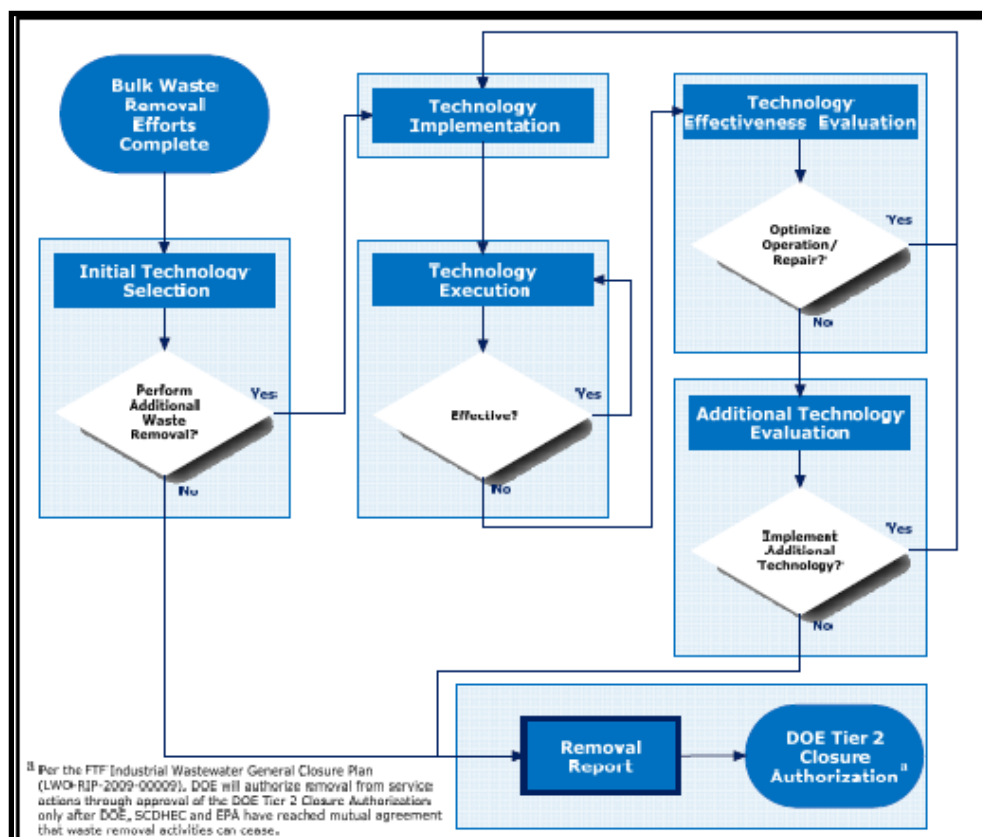 Bulk Waste
Removal
Efforts
Complete
Initial Technology
Selection
Perform
Additional
Waste
Removal?
Yes
No
Technology
Implementation
Technology
Execution
Effective?
Yes
No
Technology
Effectiveness Evaluation
Optimize
Operation/
Repair?
Yes
No
Additional Technology
Evaluation
Implement
Additional
Technology?
Yes
No
Removal
Report
DOE Tier 2
Closure
Authorization a
a Per the FTF Industrial Wastewater General Closure Plan
(LWO-RIP-2009-00009), DOE will authorize removal from service
actions through approval of the DOE Tier 2 Closure Authorization
only after DOE, SCDHEC and EPA have reached mutual agreement
that waste removal activities can cease.